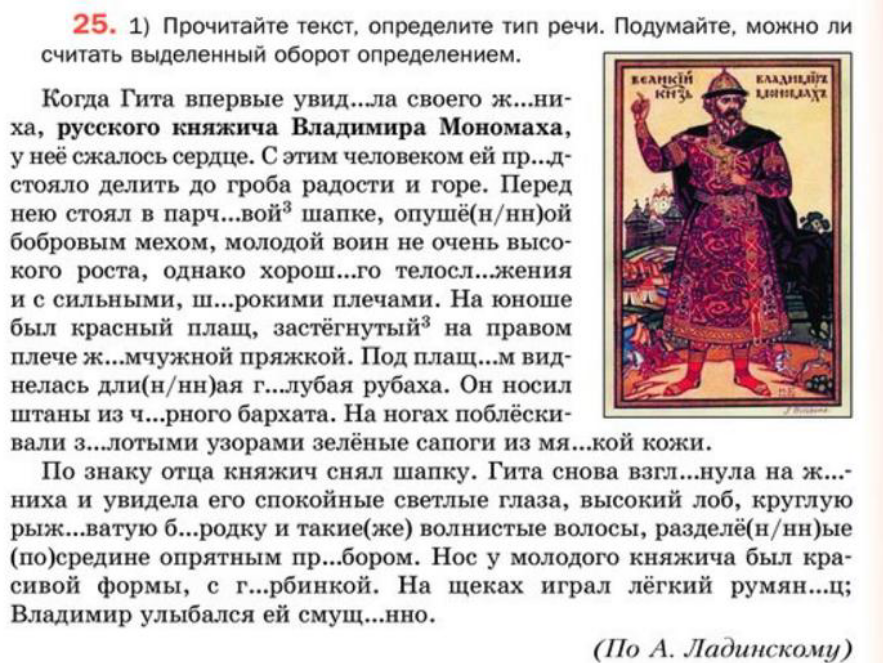 25. 1) Прочитайте текст, определите тип речи. Подумайте, можно ли
считать выделенный оборот определением.
Когда Гита впервые увид...ла своего ж...ни-
ха, русского княжича Владимира Мономаха,
у неё сжалось сердце. С этим человеком ей пр...д-
стояло делить до гроба радости и горе. Перед
нею стоял в парч...вой³ шапке, опушё(н/нн)ой
бобровым мехом, молодой воин не очень высо-
кого роста, однако хорош...го телосл...жения
и с сильными, ш...рокими плечами. На юноше
был красный плащ, застёгнутый³ на правом
плече ж...мчужной пряжкой. Под плащ...м вид-
нелась дли(н/нн)ая г...лубая рубаха. Он носил
штаны из ч...рного бархата. На ногах поблёски-
вали з...лотыми узорами зелёные сапоги из мя...кой кожи.
По знаку отца княжич снял шапку. Гита снова взгл...нула на ж...-
ниха и увидела его спокойные светлые глаза, высокий лоб, круглую
рыж...ватую б...родку и такие(же) волнистые волосы, разделё(н/нн)ые
(по)средине опрятным пр...бором. Нос у молодого княжича был кра-
сивой формы, с г...рбинкой. На щеках играл лёгкий румян...ц;
Владимир улыбался ей смущ...нно.
(По А. Ладинскому)
ВЕЛИКІЙ
КНЗЬ